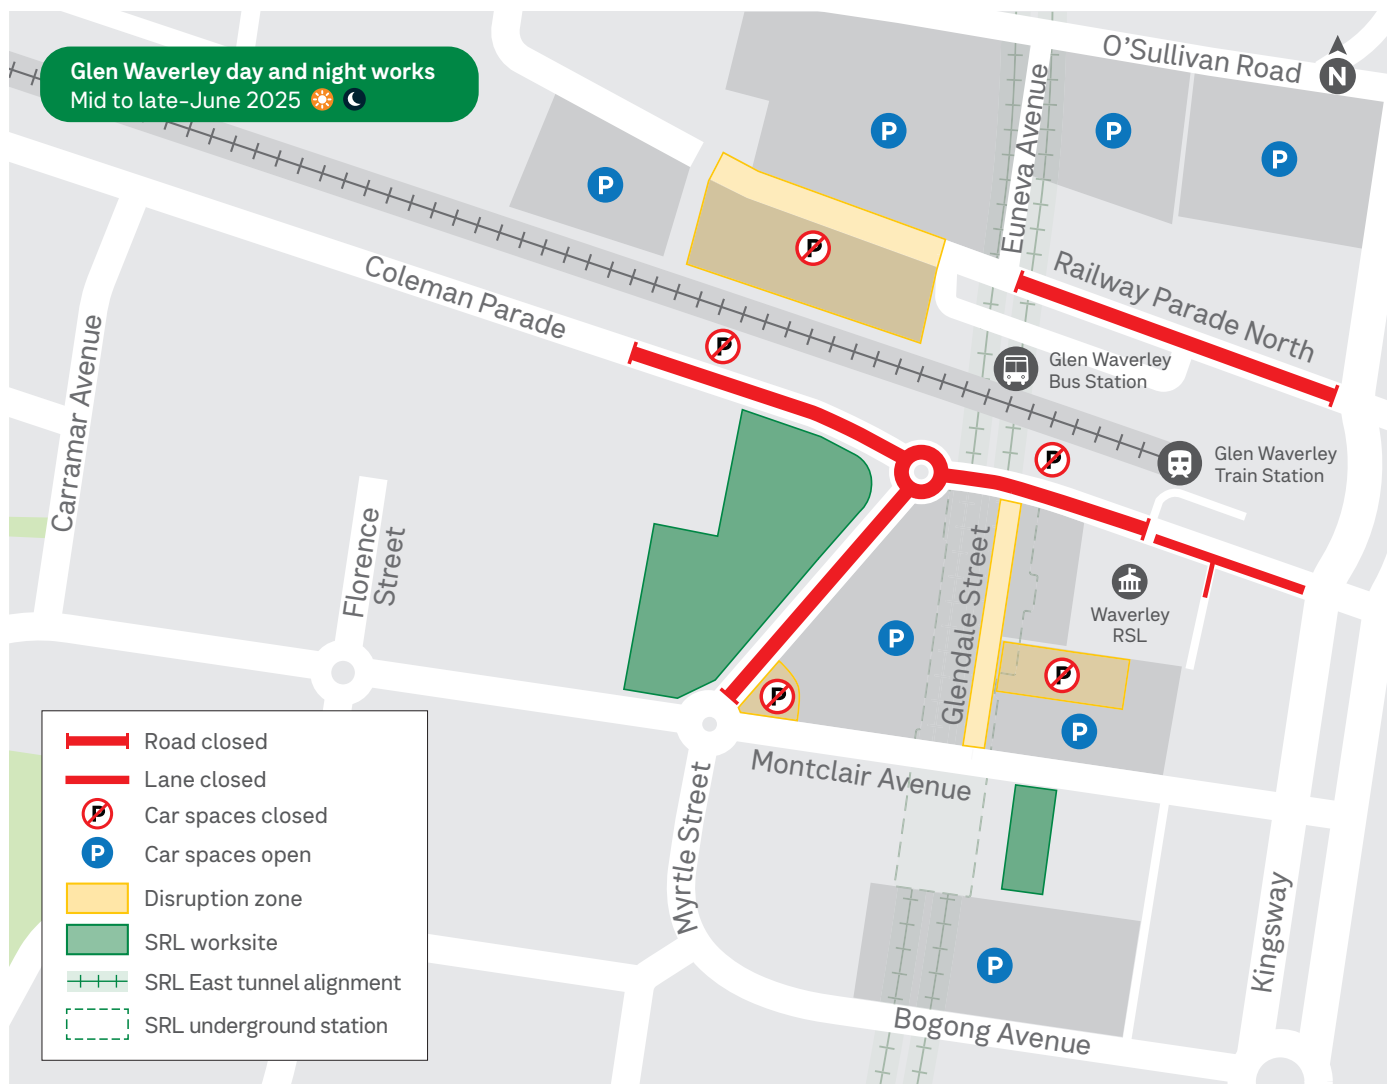 Glen Waverley day and night works
Mid to late-June 2025
O'Sullivan Road
N
P
P
P
P
Euneva Avenue
P
Railway Parade North
Coleman Parade
P
Glen Waverley
Bus Station
Carramar Avenue
P
Glen Waverley
Train Station
Florence
Street
Glendale Street
Waverley
RSL
P
P
P
P
Montclair Avenue
Myrtle Street
Kingsway
P
Bogong Avenue
Road closed
Lane closed
P
Car spaces closed
P
Car spaces open
Disruption zone
SRL worksite
SRL East tunnel alignment
SRL underground station